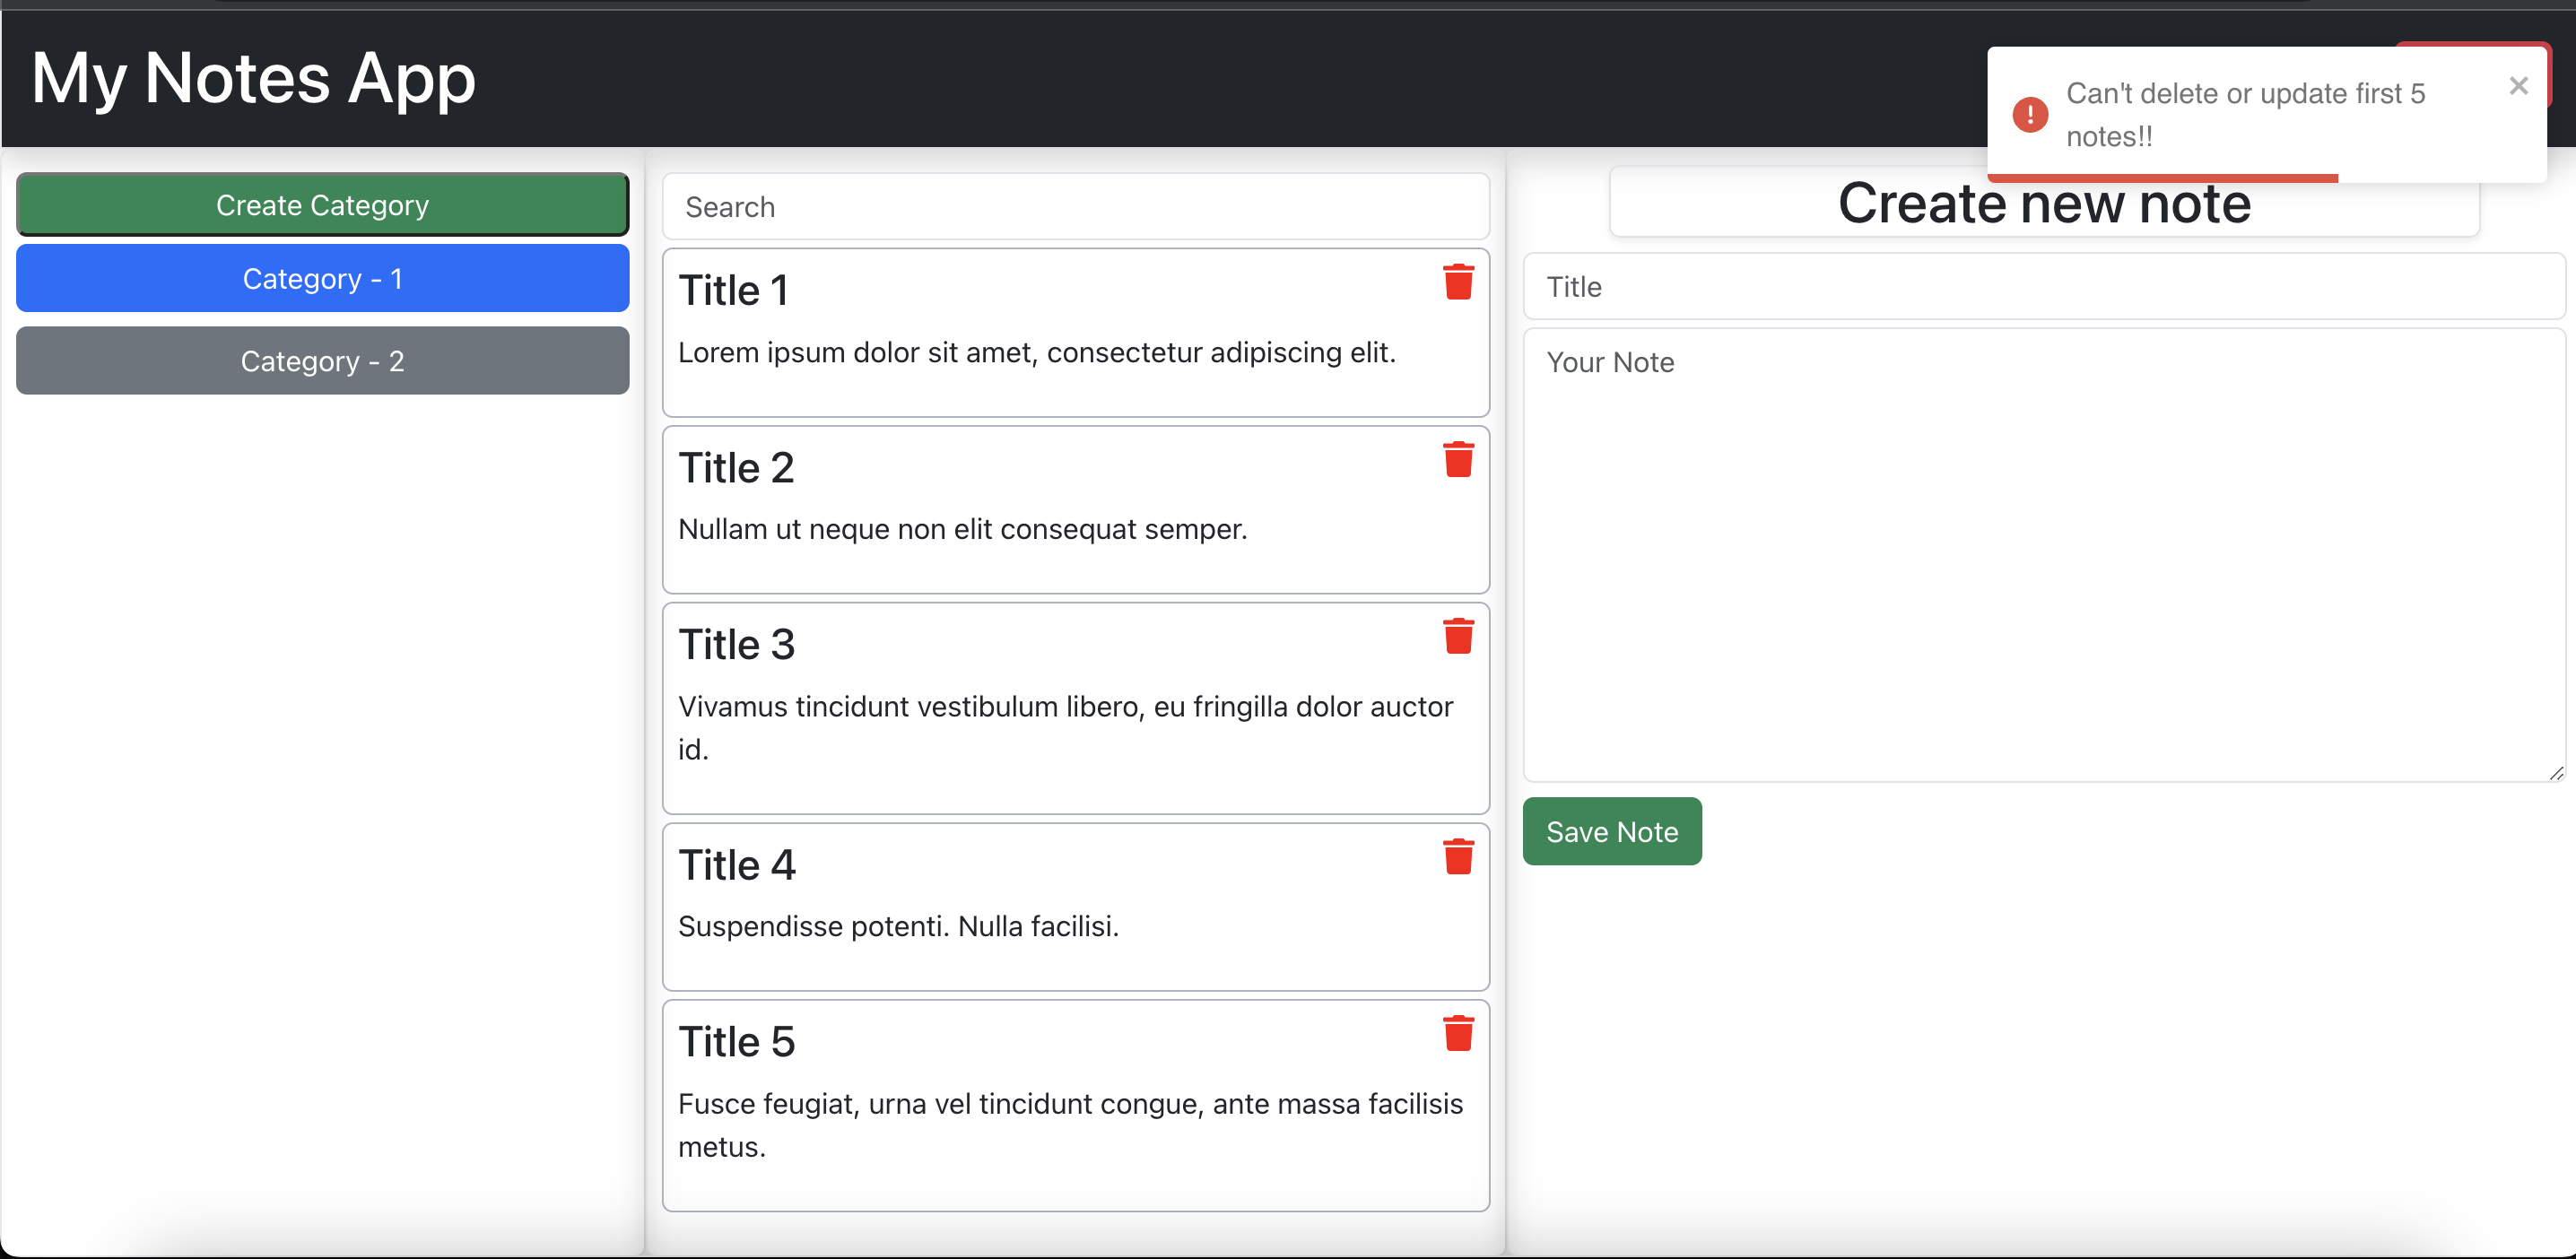 My Notes App
Can't delete or update first 5
notes!!
Create Category
Category - 1
Category - 2
Search
Title 1
Lorem ipsum dolor sit amet, consectetur adipiscing elit.
Title 2
Nullam ut neque non elit consequat semper.
Title 3
Vivamus tincidunt vestibulum libero, eu fringilla dolor auctor
id.
Title 4
Suspendisse potenti. Nulla facilisi.
Title 5
Fusce feugiat, urna vel tincidunt congue, ante massa facilisis
metus.
Create new note
Title
Your Note
Save Note